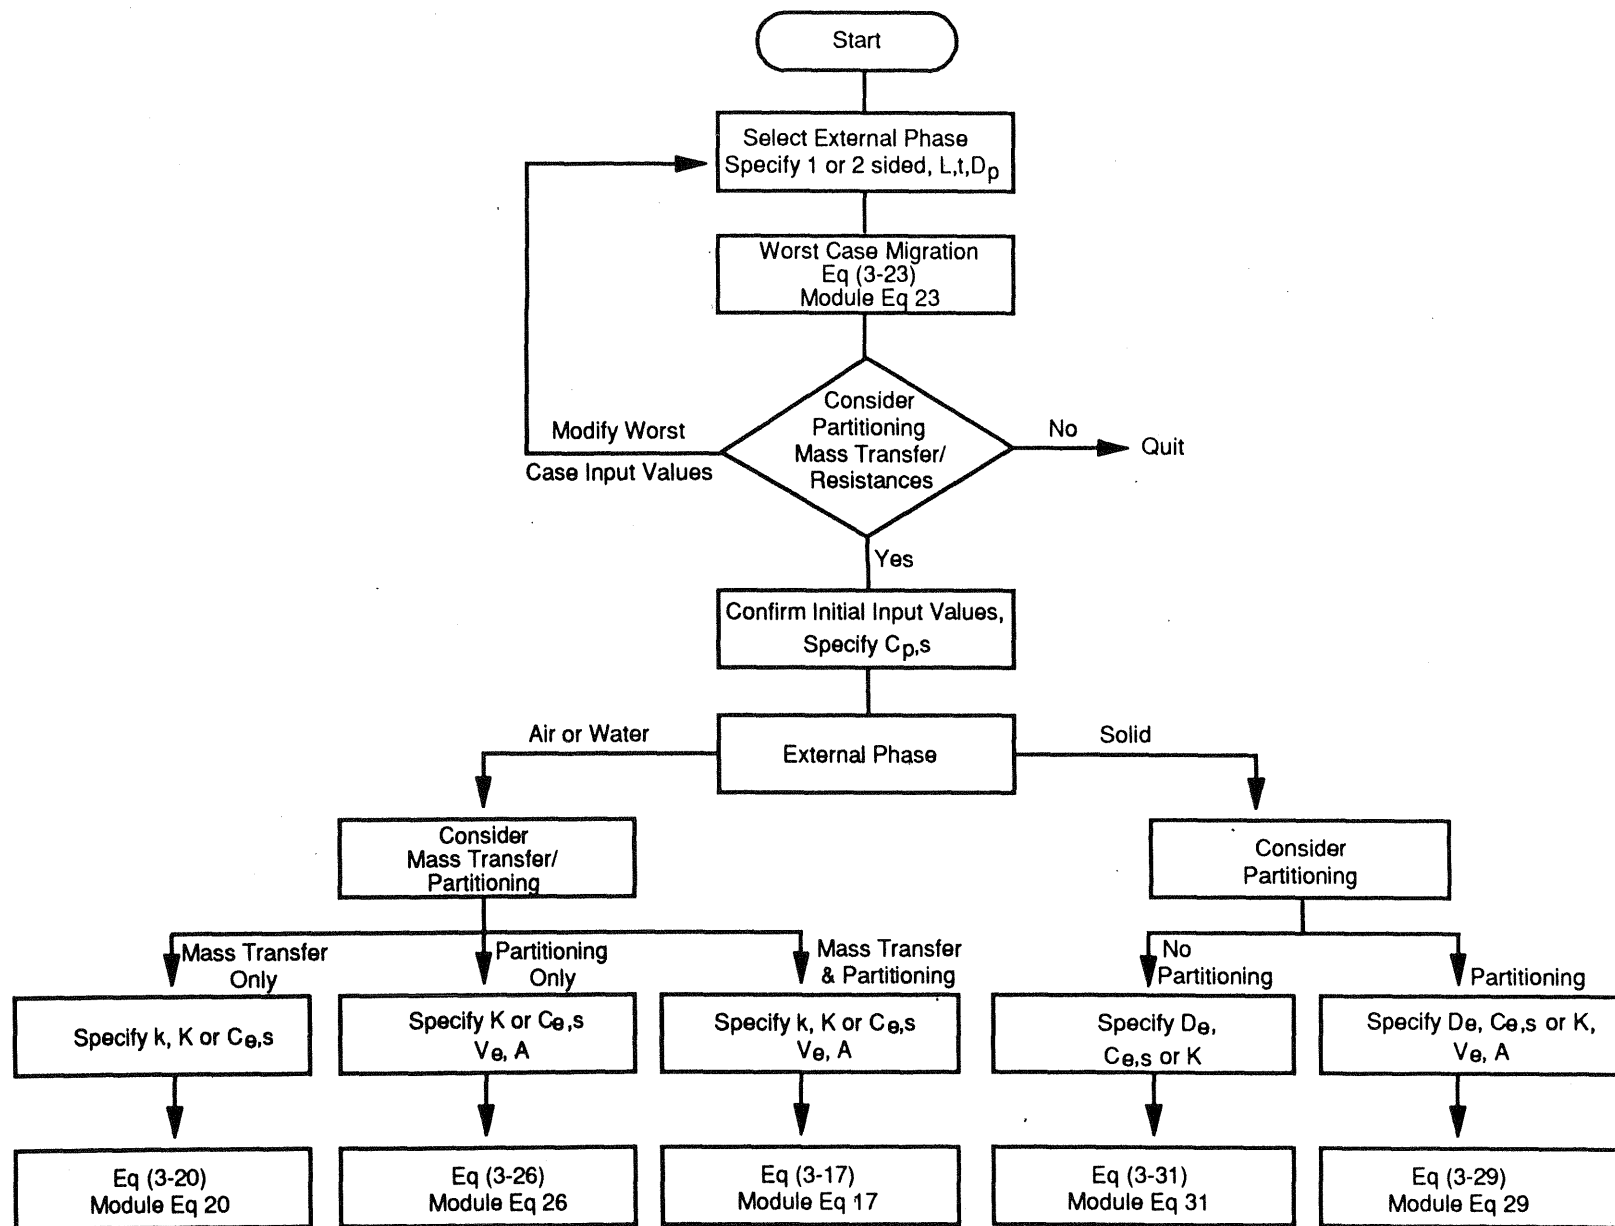 Start
Select External Phase
Specify 1 or 2 sided, L,t,Dp
Worst Case Migration
Eq (3-23)
Module Eq 23
Consider
Partitioning
Mass Transfer/
Resistances
Modify Worst
Case Input Values
No
Quit
Yes
Confirm Initial Input Values,
Specify Cp,s
External Phase
Air or Water
Solid
Consider
Mass Transfer/
Partitioning
Consider
Partitioning
Mass Transfer
Only
Partitioning
Only
Mass Transfer
& Partitioning
No
Partitioning
Partitioning
Specify k, K or Ce,s
Specify K or Ce,s
Ve, A
Specify k, K or Ce,s
Ve, A
Specify De,
Ce,s or K
Specify De, Ce,s or K,
Ve, A
Eq (3-20)
Module Eq 20
Eq (3-26)
Module Eq 26
Eq (3-17)
Module Eq 17
Eq (3-31)
Module Eq 31
Eq (3-29)
Module Eq 29